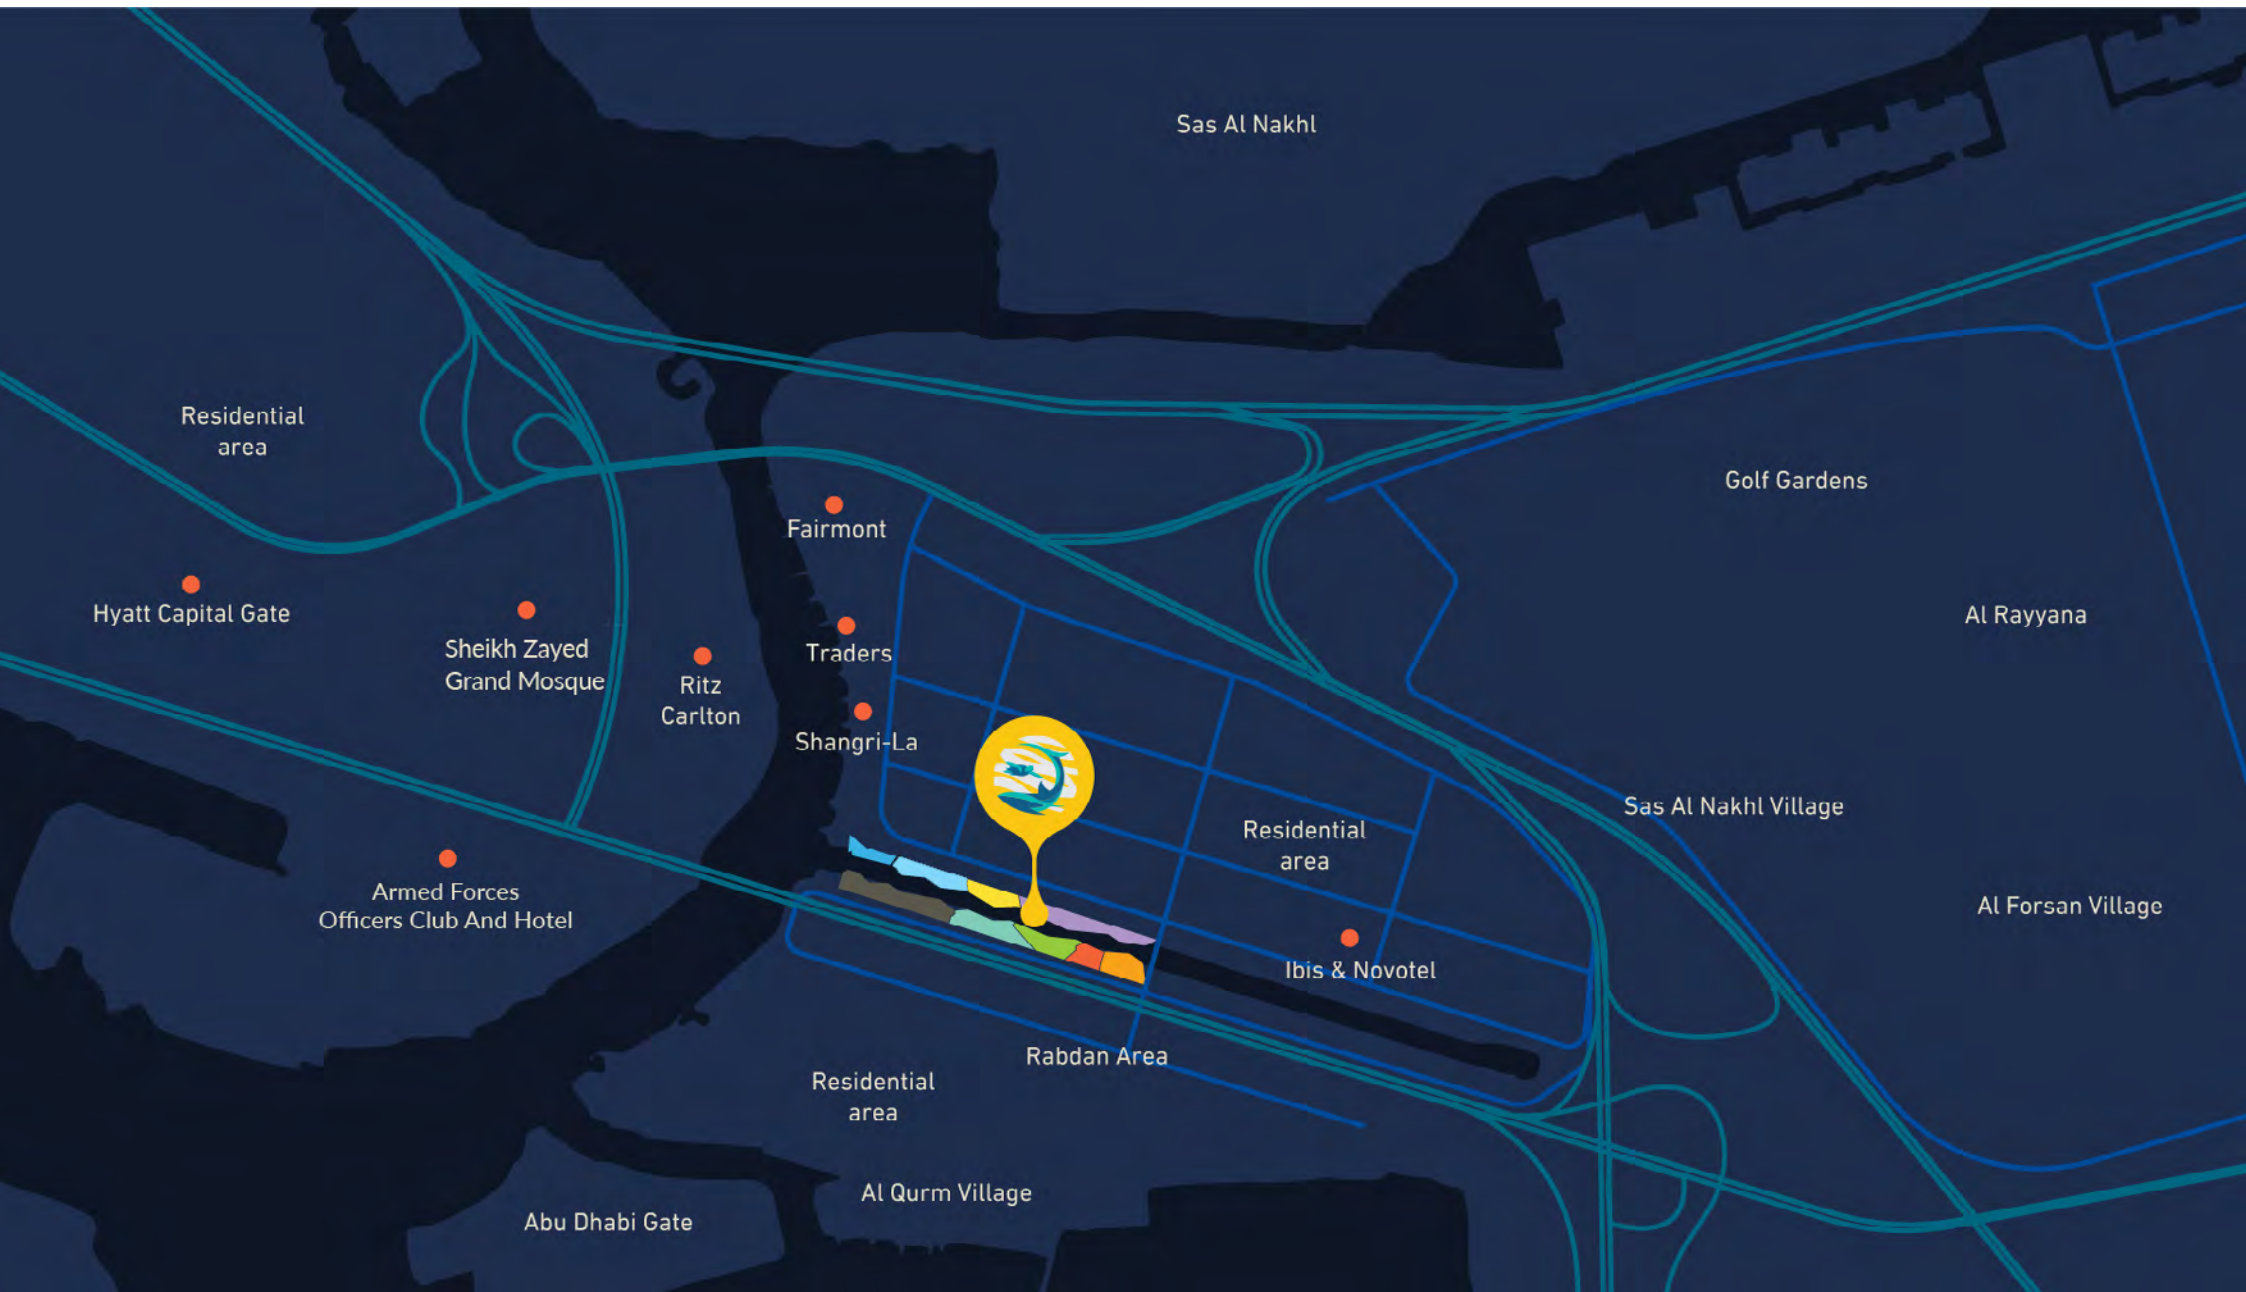 Sas Al Nakhl
Residential
area
Golf Gardens
Fairmont
Hyatt Capital Gate
Al Rayyana
Sheikh Zayed
Grand Mosque
Traders
Ritz
Carlton
Shangri-La
Sas Al Nakhl Village
Residential
area
Armed Forces
Officers Club And Hotel
Al Forsan Village
Ibis & Novotel
Rabdan Area
Residential
area
Al Qurm Village
Abu Dhabi Gate